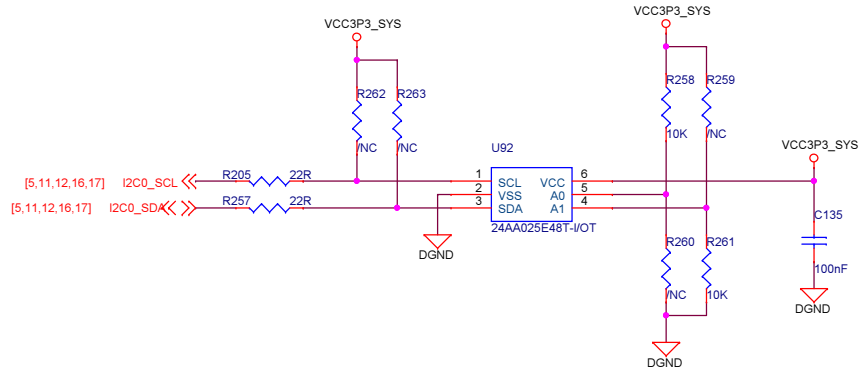 VCC3P3_SYS
VCC3P3_SYS
R262
R263
/NC
/NC
R258
R259
10K
/NC
VCC3P3_SYS
U92
[5,11,12,16,17]
I2C0_SCL
R205
22R
1
SCL
VCC
6
2
VSS
A0
5
[5,11,12,16,17]
I2C0_SDA
R257
22R
3
SDA
A1
4
24AA025E48T-I/OT
DGND
R260
R261
/NC
10K
C135
100nF
DGND
DGND